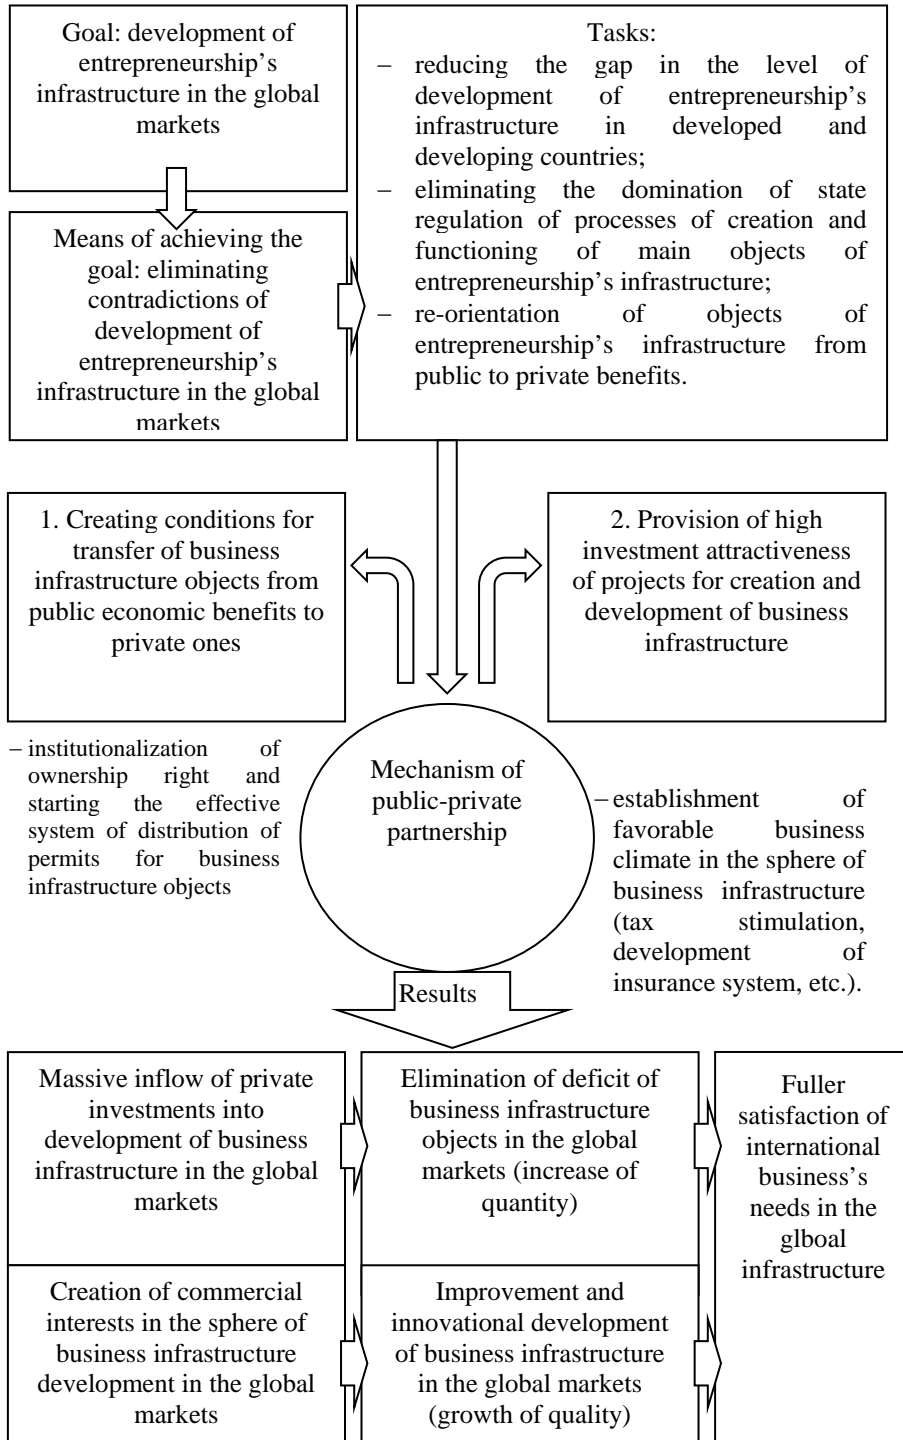 Goal: development of
entrepreneurship's
infrastructure in the global
markets
Means of achieving the
goal: eliminating
contradictions of
development of
entrepreneurship's
infrastructure in the global
markets
Tasks:
– reducing the gap in the level of
development of entrepreneurship's
infrastructure in developed and
developing countries;
– eliminating the domination of state
regulation of processes of creation and
functioning of main objects of
entrepreneurship's infrastructure;
– re-orientation of objects of
entrepreneurship's infrastructure from
public to private benefits.
1. Creating conditions for
transfer of business
infrastructure objects from
public economic benefits to
private ones
2. Provision of high
investment attractiveness
of projects for creation and
development of business
infrastructure
– institutionalization of
ownership right and
starting the effective
system of distribution of
permits for business
infrastructure objects
Mechanism of
public-private
partnership
– establishment of
favorable business
climate in the sphere of
business infrastructure
(tax stimulation,
development of
insurance system, etc.).
Results
Massive inflow of private
investments into
development of business
infrastructure in the global
markets
Elimination of deficit of
business infrastructure
objects in the global
markets (increase of
quantity)
Fuller
satisfaction of
international
business's
needs in the
glboal
infrastructure
Creation of commercial
interests in the sphere of
business infrastructure
development in the global
markets
Improvement and
innovational development
of business infrastructure
in the global markets
(growth of quality)